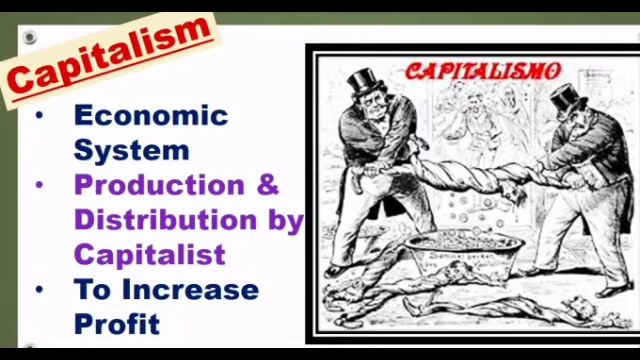 Capitalism
• Economic
System
• Production &
Distribution by
Capitalist
• To Increase
Profit
CAPITALISMO